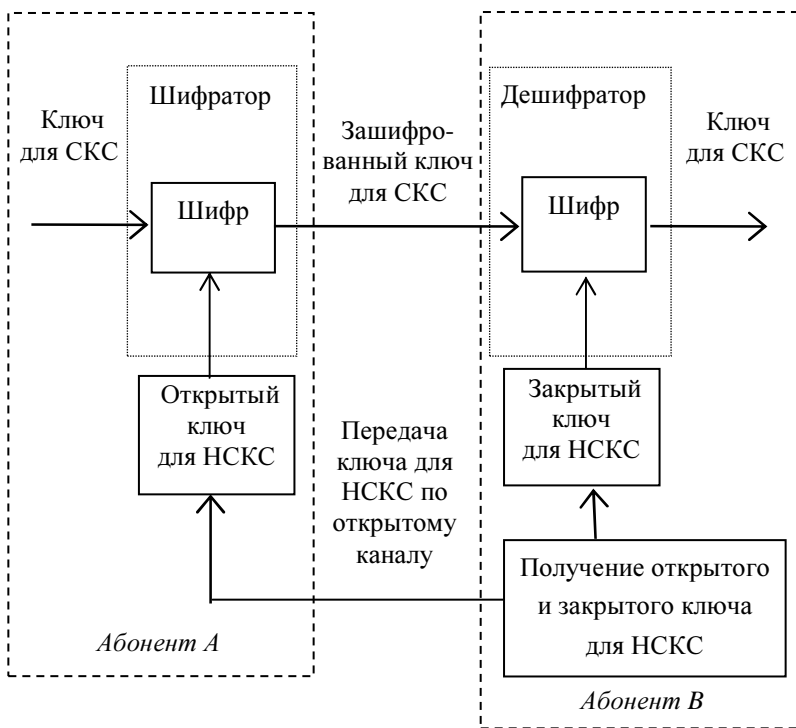 Ключ
для СКС
Шифратор
Шифр
Зашифро-
ванный ключ
для СКС
Дешифратор
Шифр
Ключ
для СКС
Открытый
ключ
для НСКС
Передача
ключа для
НСКС по
открытому
каналу
Закрытый
ключ
для НСКС
Получение открытого
и закрытого ключа
для НСКС
Абонент А
Абонент В